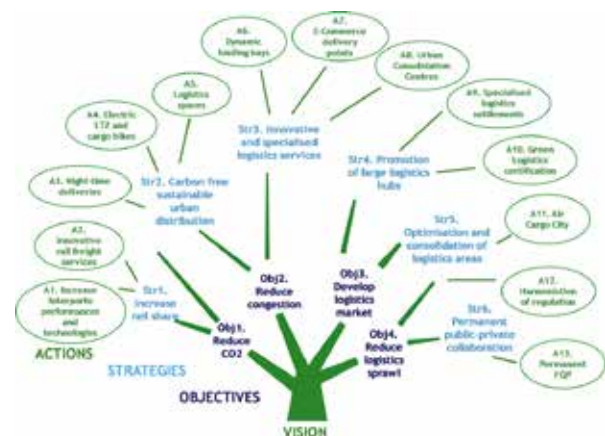 A7.
E-Commerce
delivery
points
A6.
Dynamic
loading bays
A8. Urban
Consolidation
Centres
A5.
Logistics
spaces
A9. Specialised
logistics
settlements
A4. Electric
LTZ and
cargo bikes
Str3. Innovative
and specialised
logistics services
A10. Green
Logistics
certification
Str4. Promotion
of large logistics
hubs
A3. Night-time
deliveries
Str2. Carbon free
sustainable
urban
distribution
A11. Air
Cargo City
Str5.
Optimisation and
consolidation of
logistics areas
A2.
Innovative
rail freight
services
A12.
Harmonisation
of regulation
Obj2.
Reduce
congestion
Obj3.
Develop
logistics
market
A1. Increase
Interporto
performances and
technologies
Str1.
Increase
rail share
Str6.
Permanent
public-private
collaboration
Obj1.
Reduce
CO2
Obj4.
Reduce
logistics
sprawl
A13.
Permanent
FQP
ACTIONS
STRATEGIES
OBJECTIVES
VISION